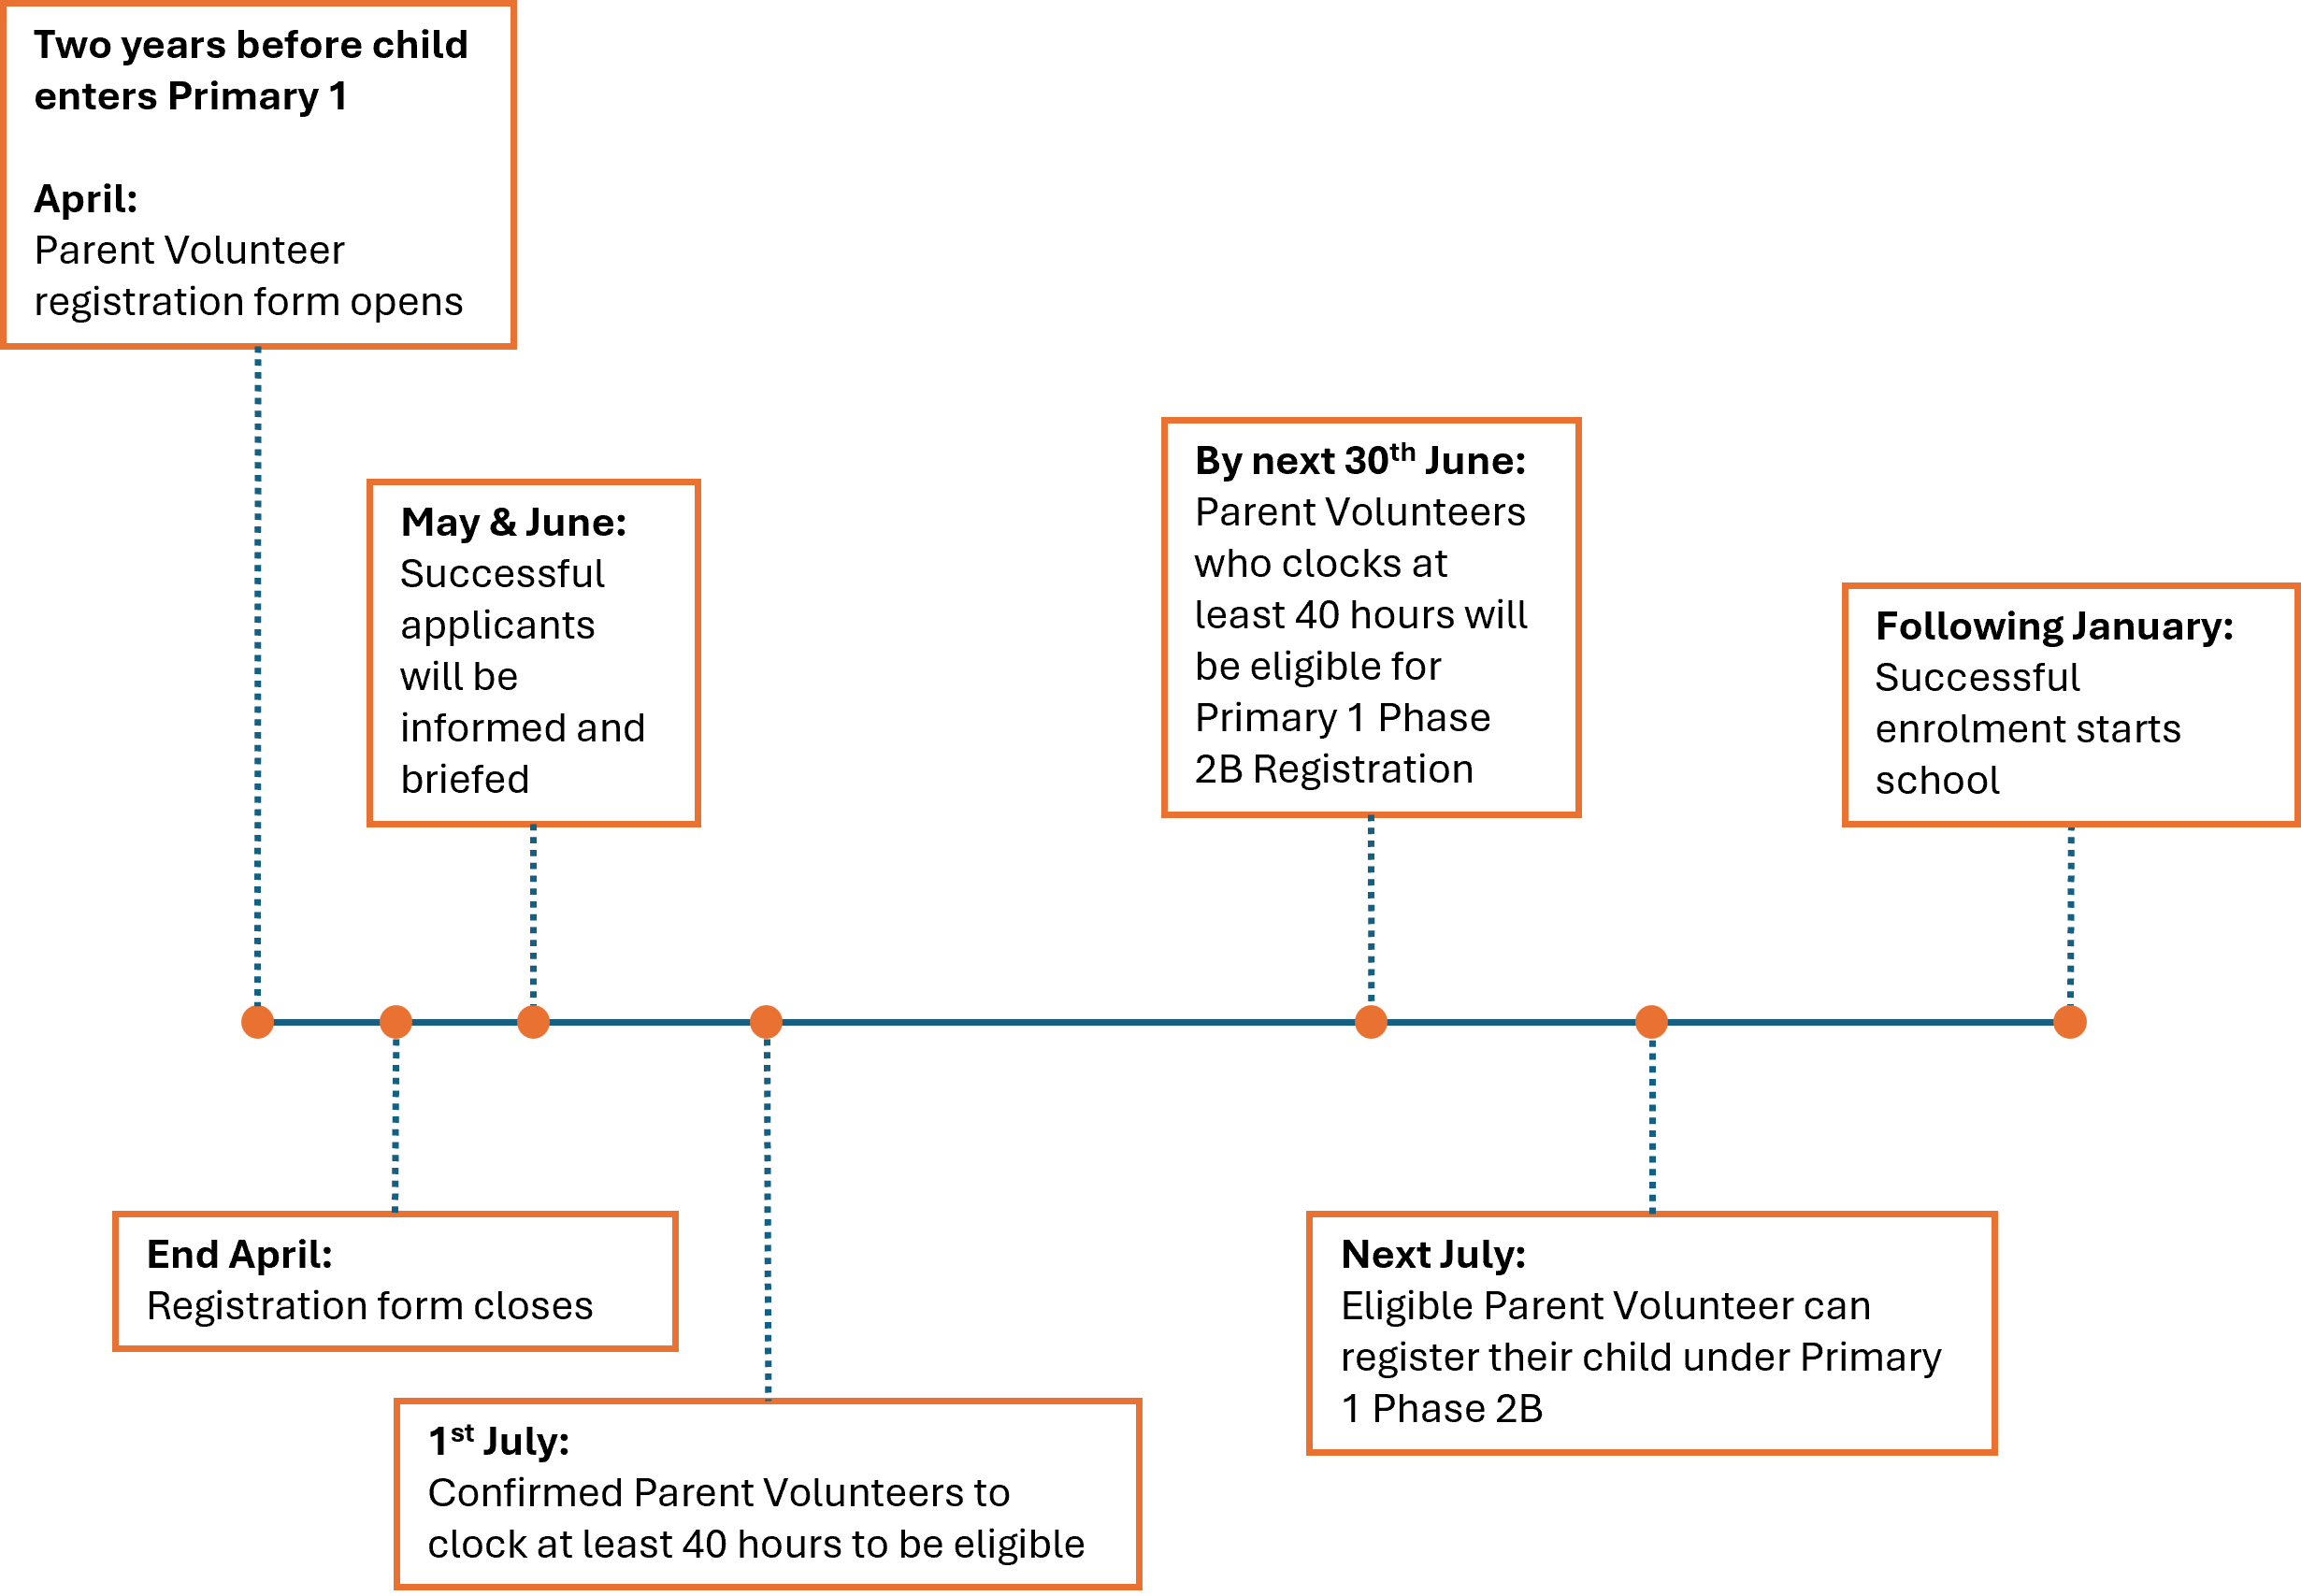 Two years before child
enters Primary 1
April:
Parent Volunteer
registration form opens
End April:
Registration form closes
May & June:
Successful
applicants
will be
informed and
briefed
1st July:
Confirmed Parent Volunteers to
clock at least 40 hours to be eligible
By next 30th June:
Parent Volunteers
who clocks at
least 40 hours will
be eligible for
Primary 1 Phase
2B Registration
Next July:
Eligible Parent Volunteer can
register their child under Primary
1 Phase 2B
Following January:
Successful
enrolment starts
school